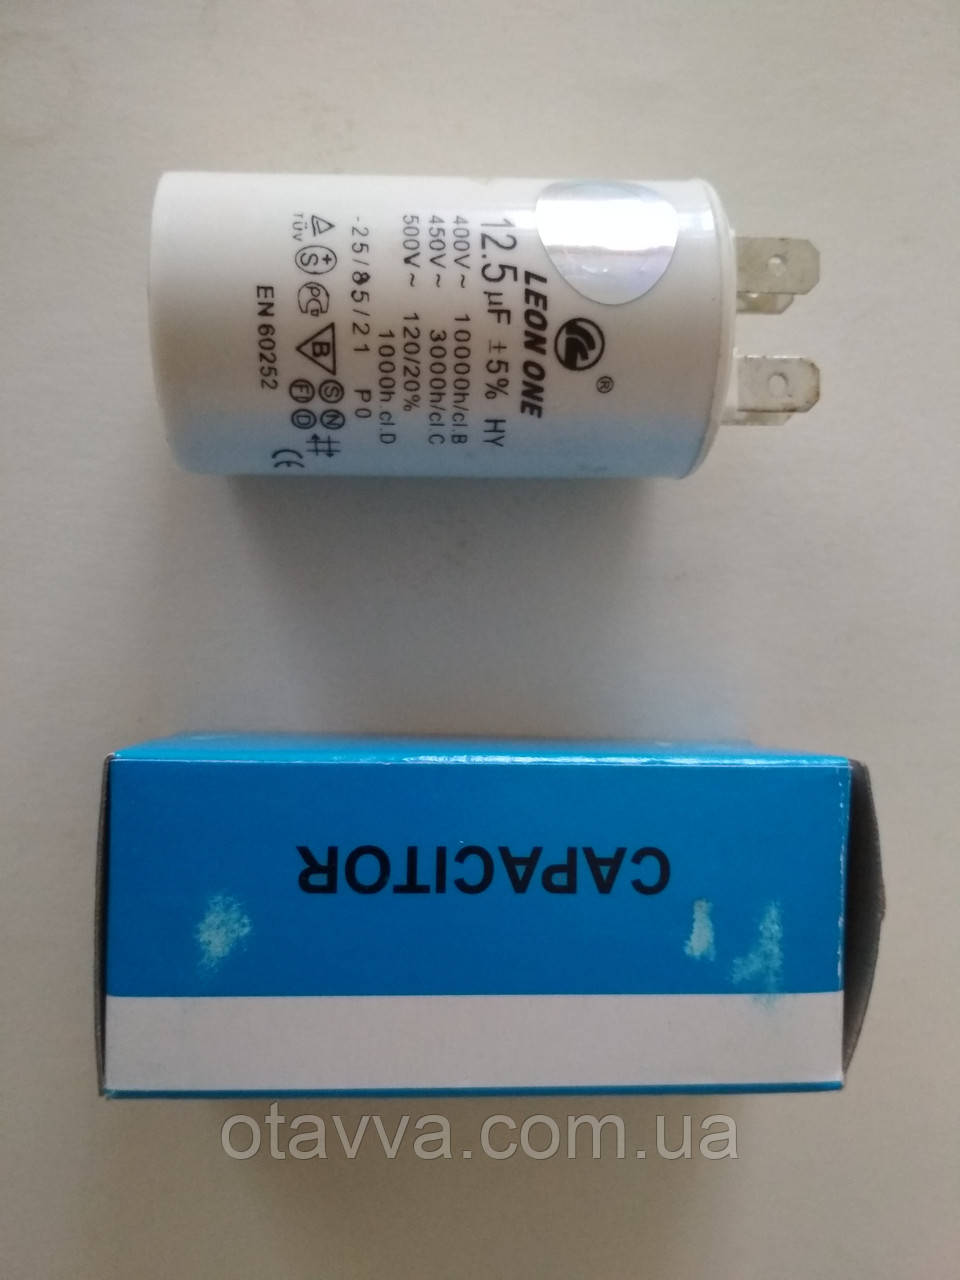 ®
LEON ONE
12.5 µF ±5% HY
400V~ 10000h/cl.B
450V~ 3000h/cl.C
500V~ 120/20%
1000h.cl.D
-25/85/21 P0
S N
B
F D
TÜV
EN 60252
CE
CAPACITOR
otavva.com.ua